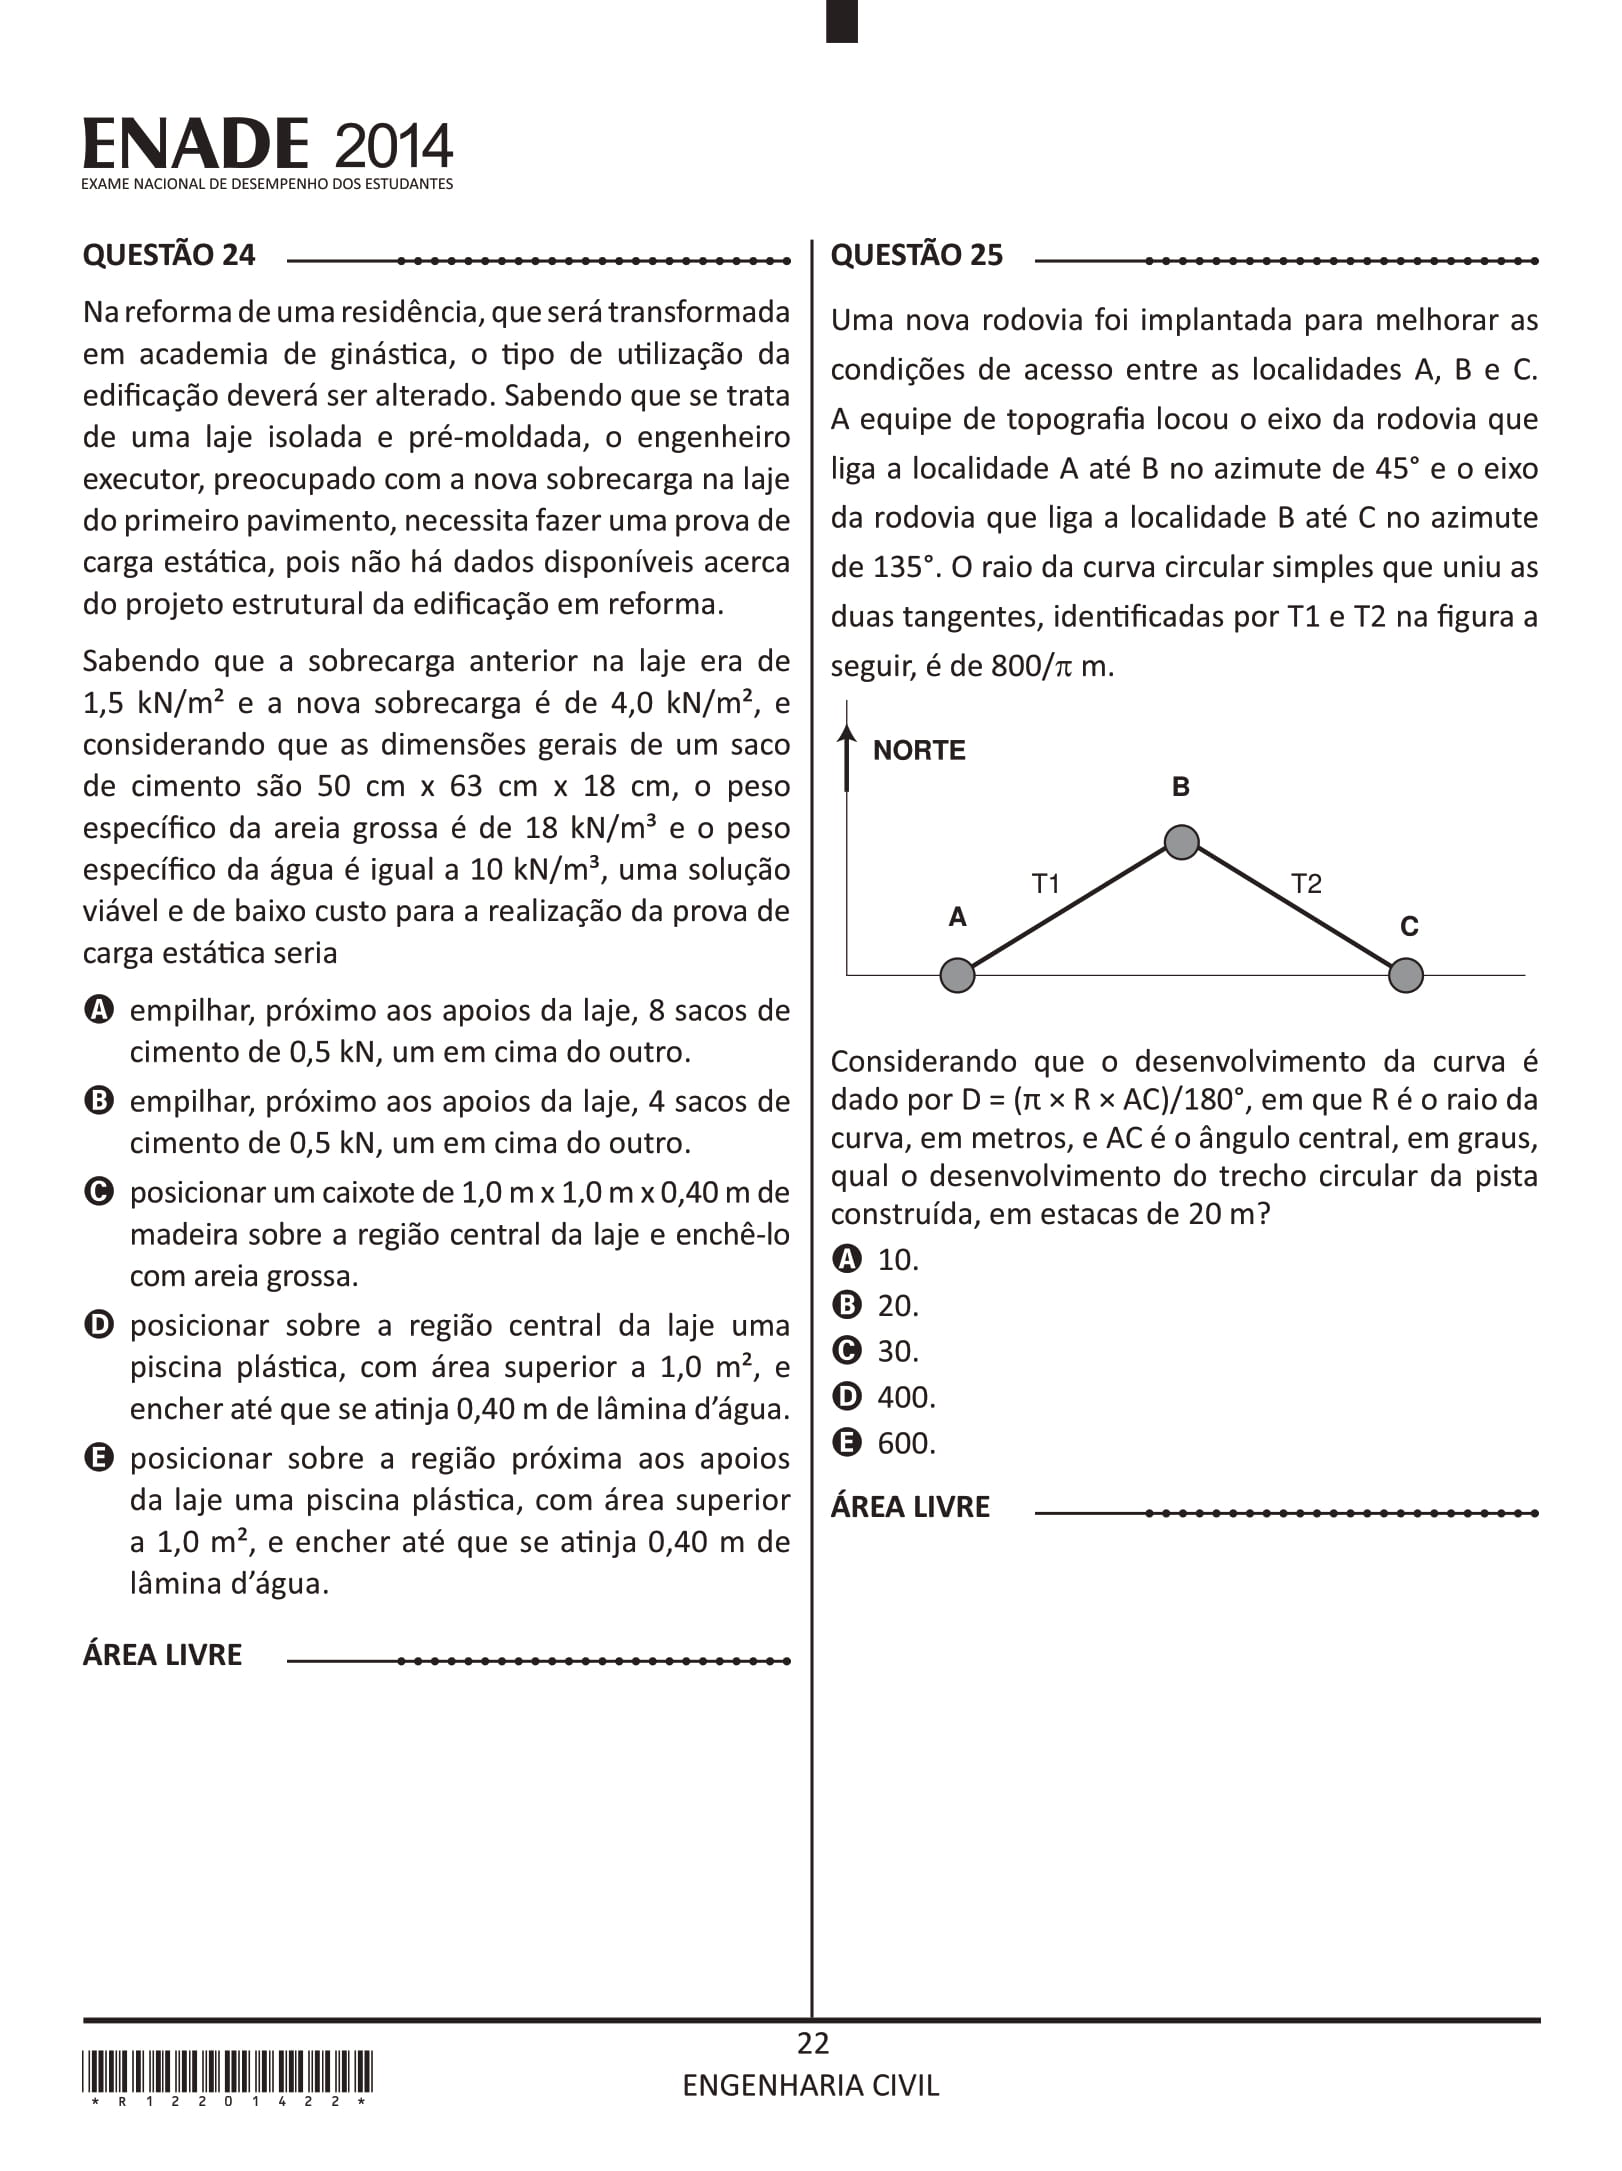 ENADE 2014
EXAME NACIONAL DE DESEMPENHO DOS ESTUDANTES
QUESTÃO 24
Na reforma de uma residência, que será transformada
em academia de ginástica, o tipo de utilização da
edificação deverá ser alterado. Sabendo que se trata
de uma laje isolada e pré-moldada, o engenheiro
executor, preocupado com a nova sobrecarga na laje
do primeiro pavimento, necessita fazer uma prova de
carga estática, pois não há dados disponíveis acerca
do projeto estrutural da edificação em reforma.
Sabendo que a sobrecarga anterior na laje era de
1,5 kN/m² e a nova sobrecarga é de 4,0 kN/m², e
considerando que as dimensões gerais de um saco
de cimento são 50 cm x 63 cm x 18 cm, o peso
específico da areia grossa é de 18 kN/m³ e o peso
específico da água é igual a 10 kN/m³, uma solução
viável e de baixo custo para a realização da prova de
carga estática seria
A empilhar, próximo aos apoios da laje, 8 sacos de
cimento de 0,5 kN, um em cima do outro.
B empilhar, próximo aos apoios da laje, 4 sacos de
cimento de 0,5 kN, um em cima do outro.
C posicionar um caixote de 1,0 m x 1,0 m x 0,40 m de
madeira sobre a região central da laje e enchê-lo
com areia grossa.
D posicionar sobre a região central da laje uma
piscina plástica, com área superior a 1,0 m², e
encher até que se atinja 0,40 m de lâmina d’água.
E posicionar sobre a região próxima aos apoios
da laje uma piscina plástica, com área superior
a 1,0 m², e encher até que se atinja 0,40 m de
lâmina d’água.
ÁREA LIVRE
QUESTÃO 25
Uma nova rodovia foi implantada para melhorar as
condições de acesso entre as localidades A, B e C.
A equipe de topografia locou o eixo da rodovia que
liga a localidade A até B no azimute de 45° e o eixo
da rodovia que liga a localidade B até C no azimute
de 135°. O raio da curva circular simples que uniu as
duas tangentes, identificadas por T1 e T2 na figura a
seguir, é de 800/π m.
NORTE
B
T1
T2
A
C
Considerando que o desenvolvimento da curva é
dado por D = (π × R × AC)/180°, em que R é o raio da
curva, em metros, e AC é o ângulo central, em graus,
qual o desenvolvimento do trecho circular da pista
construída, em estacas de 20 m?
A 10.
B 20.
C 30.
D 400.
E 600.
ÁREA LIVRE
22
ENGENHARIA CIVIL
*R12201422*